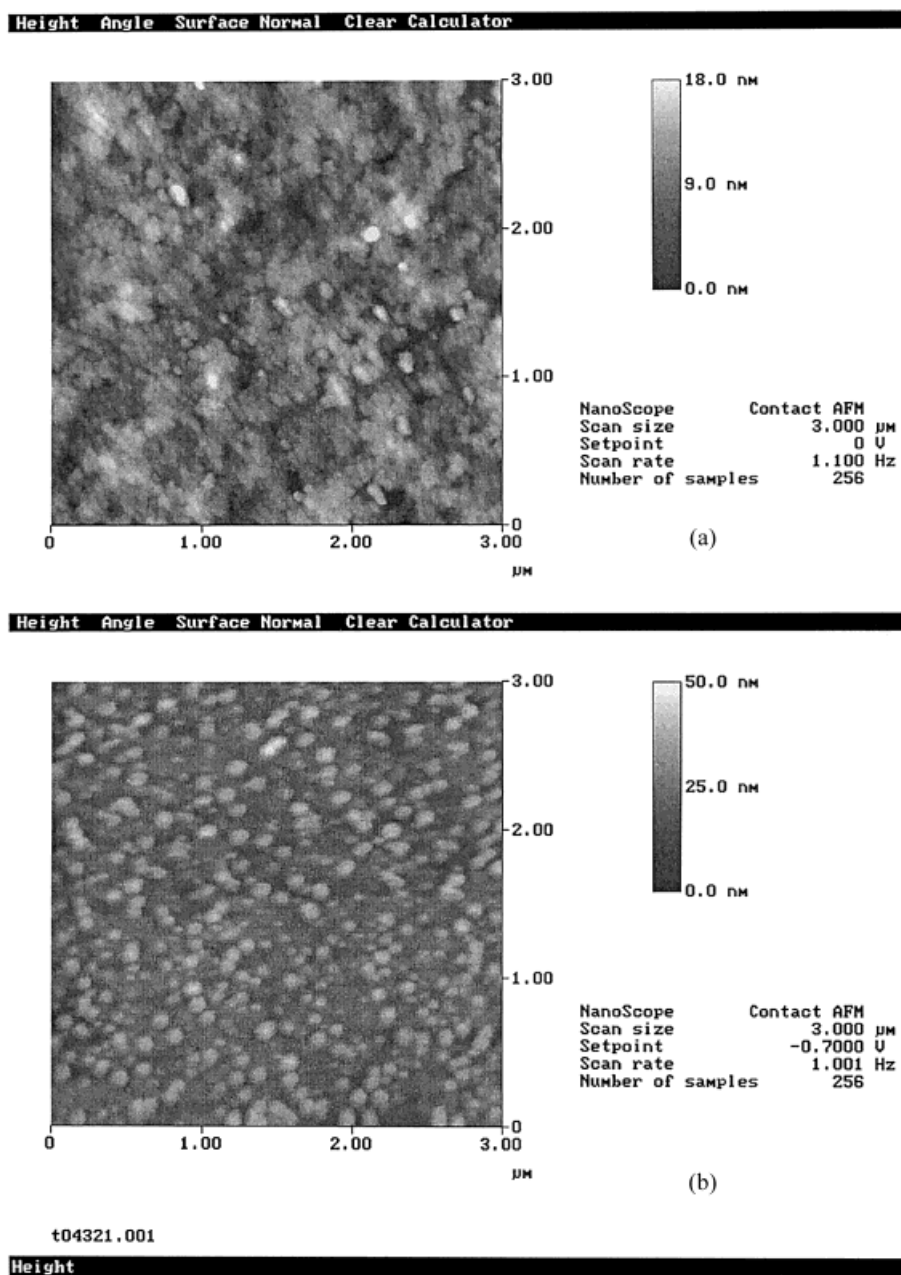 Height Angle Surface Normal Clear Calculator
3.00
2.00
1.00
0
0 1.00 2.00 3.00
µM
18.0 nM
9.0 nM
0.0 nM
NanoScope Contact AFM
Scan size 3.000 µM
Setpoint 0 V
Scan rate 1.100 Hz
Number of samples 256
(a)
Height Angle Surface Normal Clear Calculator
3.00
2.00
1.00
0
0 1.00 2.00 3.00
µM
50.0 nM
25.0 nM
0.0 nM
NanoScope Contact AFM
Scan size 3.000 µM
Setpoint -0.7000 V
Scan rate 1.001 Hz
Number of samples 256
(b)
t04321.001
Height